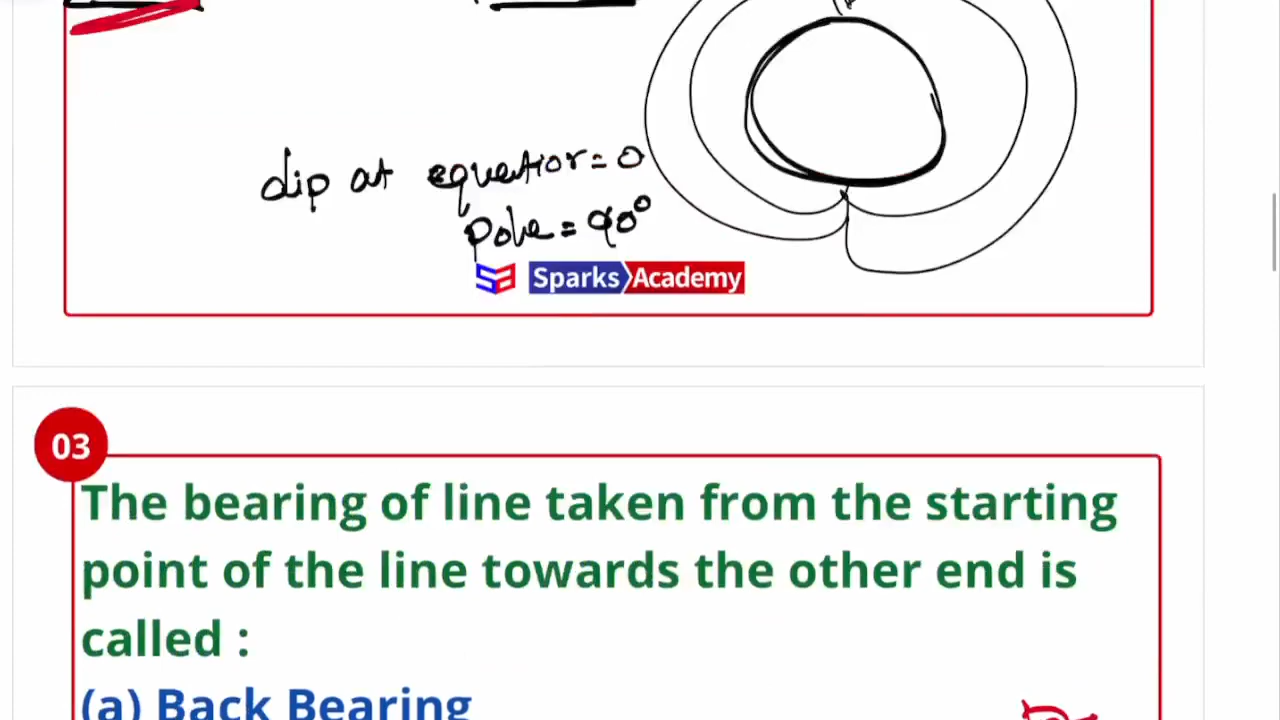 dip at equator = 0
Pole = 90°
Sparks Academy
03
The bearing of line taken from the starting
point of the line towards the other end is
called :
(a) Back Bearing